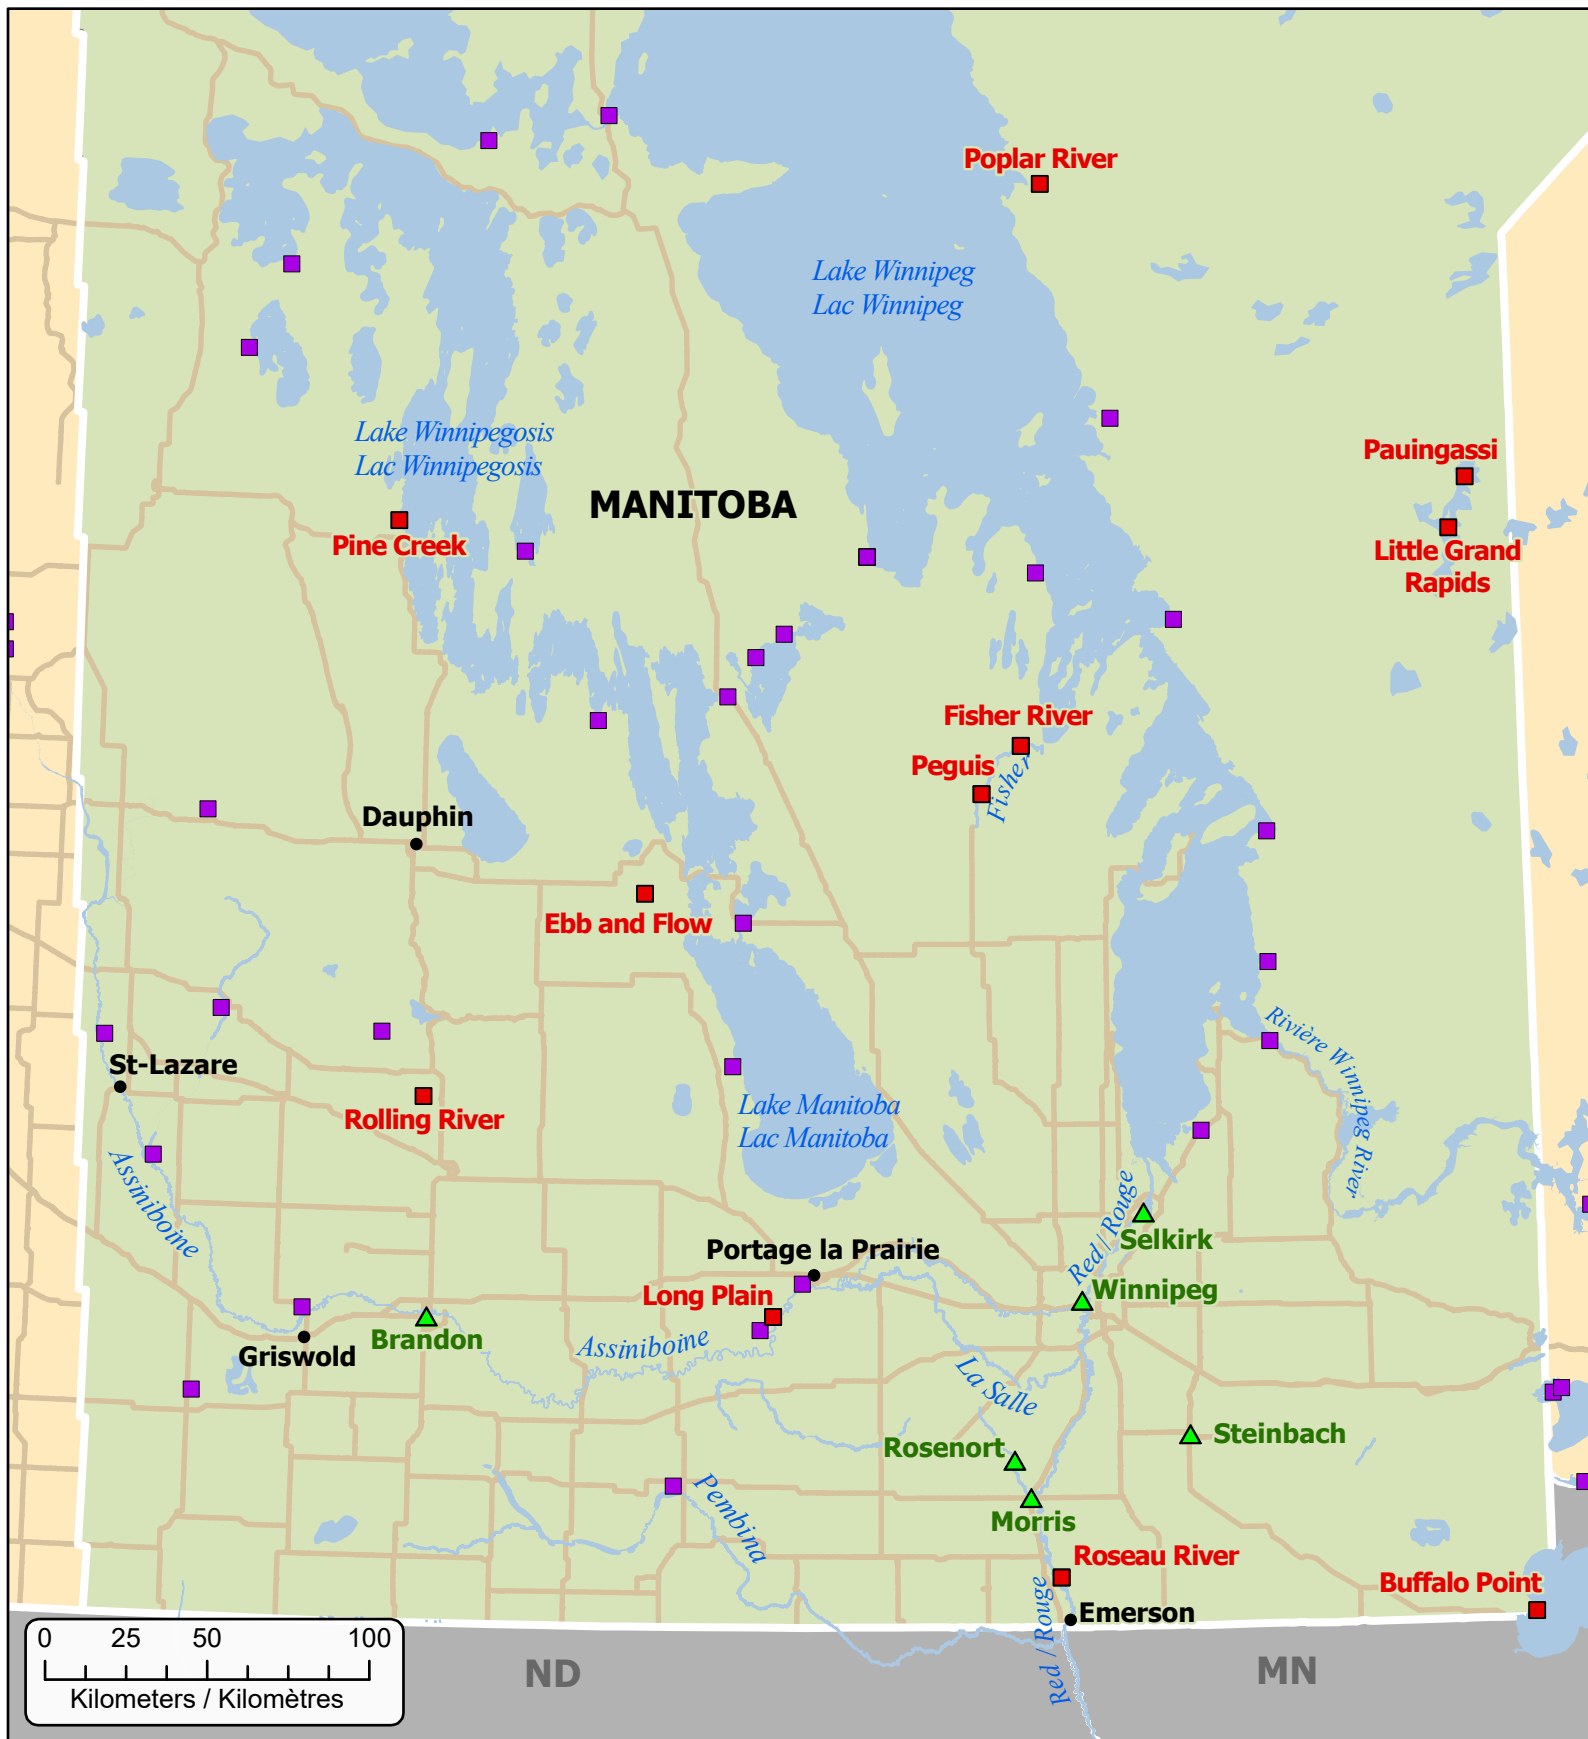 Poplar River
Lake Winnipeg
Lac Winnipeg
Lake Winnipegosis
Lac Winnipegosis
MANITOBA
Pauingassi
Pine Creek
Little Grand
Rapids
Fisher River
Peguis
Fisher
Dauphin
Ebb and Flow
Rivière Winnipeg River
St-Lazare
Rolling River
Lake Manitoba
Lac Manitoba
Assiniboine
Red / Rouge
Selkirk
Portage la Prairie
Winnipeg
Long Plain
Brandon
Griswold
Assiniboine
La Salle
Steinbach
Rosenort
Pembina
Morris
Roseau River
Buffalo Point
Red / Rouge
Emerson
0 25 50 100
Kilometers / Kilomètres
ND
MN